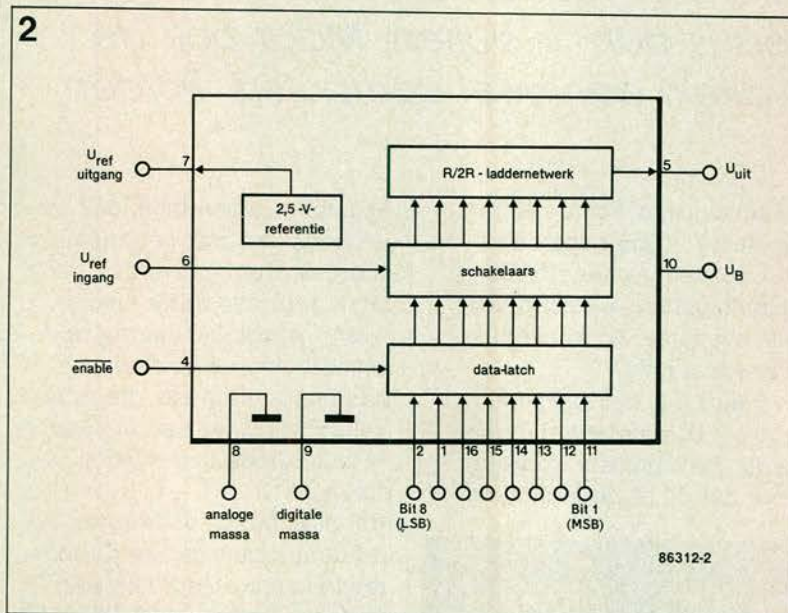 2
U_ref
uitgang
7
2,5 -V-
referentie
R/2R - laddernetwerk
5
U_uit
U_ref
ingang
6
schakelaars
10
U_B
enable
4
data-latch
8
9
2
1
16
15
14
13
12
11
analoge
massa
digitale
massa
Bit 8
(LSB)
Bit 1
(MSB)
86312-2